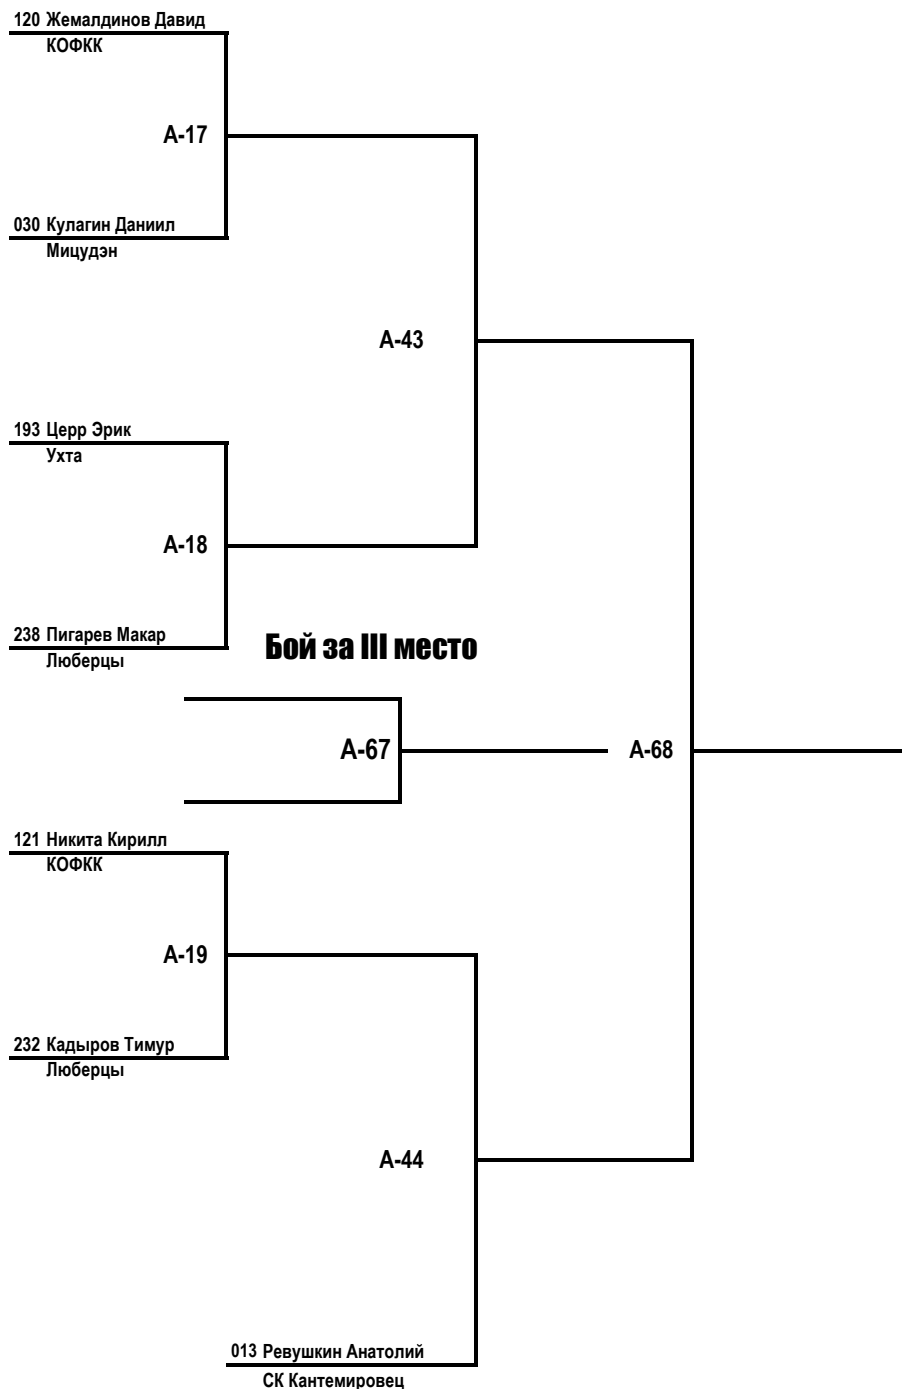 120 Жемалдинов Давид
КОФКК
А-17
030 Кулагин Даниил
Мицудэн
А-43
193 Церр Эрик
Ухта
А-18
238 Пигарев Макар
Люберцы
Бой за III место
А-67
А-68
121 Никита Кирилл
КОФКК
А-19
232 Кадыров Тимур
Люберцы
А-44
013 Ревушкин Анатолий
СК Кантемировец